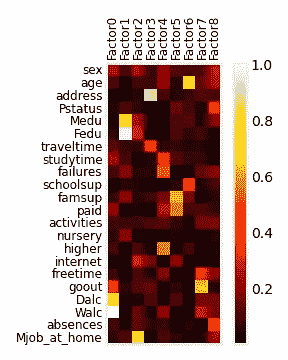 Factor0
Factor1
Factor2
Factor3
Factor4
Factor5
Factor6
Factor7
Factor8
sex
age
address
Pstatus
Medu
Fedu
traveltime
studytime
failures
schoolsup
famsup
paid
activities
nursery
higher
internet
freetime
goout
Dalc
Walc
absences
Mjob_at_home
1.0
0.8
0.6
0.4
0.2